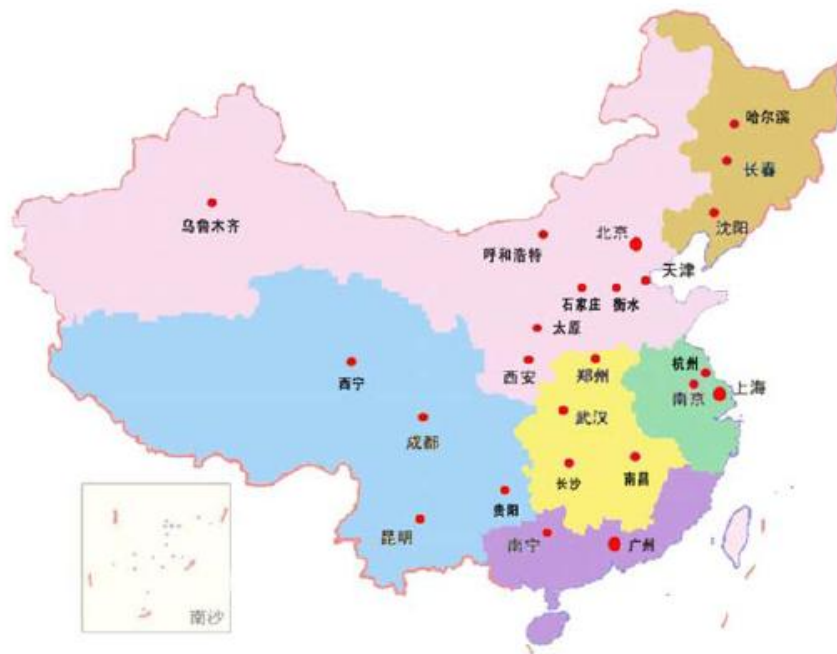 哈尔滨
长春
沈阳
乌鲁木齐
呼和浩特
北京
天津
石家庄
衡水
太原
西安
郑州
杭州
南京
上海
西宁
武汉
成都
长沙
南昌
贵阳
昆明
南宁
广州
南沙